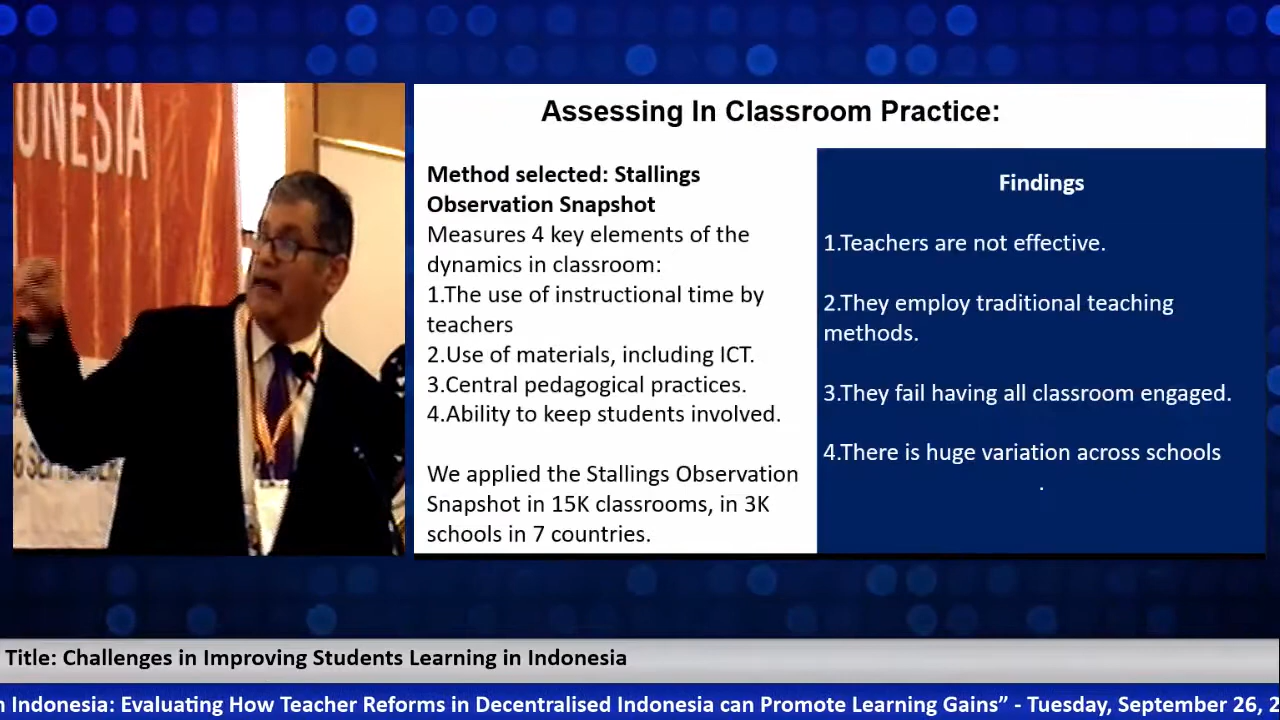 ONESIA
6 SEPTEMBER
Assessing In Classroom Practice:
Method selected: Stallings
Observation Snapshot
Measures 4 key elements of the
dynamics in classroom:
1.The use of instructional time by
teachers
2.Use of materials, including ICT.
3.Central pedagogical practices.
4.Ability to keep students involved.
We applied the Stallings Observation
Snapshot in 15K classrooms, in 3K
schools in 7 countries.
Findings
1.Teachers are not effective.
2.They employ traditional teaching
methods.
3.They fail having all classroom engaged.
4.There is huge variation across schools
.
Title: Challenges in Improving Students Learning in Indonesia
n Indonesia: Evaluating How Teacher Reforms in Decentralised Indonesia can Promote Learning Gains” - Tuesday, September 26, 2